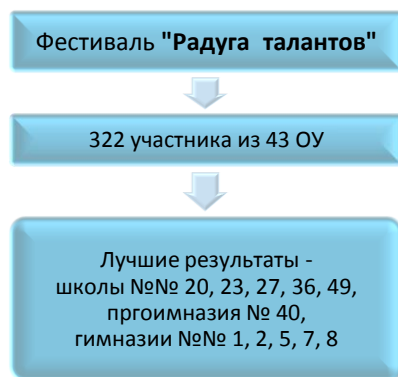 Фестиваль "Радуга талантов"
322 участника из 43 ОУ
Лучшие результаты -
школы №№ 20, 23, 27, 36, 49,
пргоимназия № 40,
гимназии №№ 1, 2, 5, 7, 8